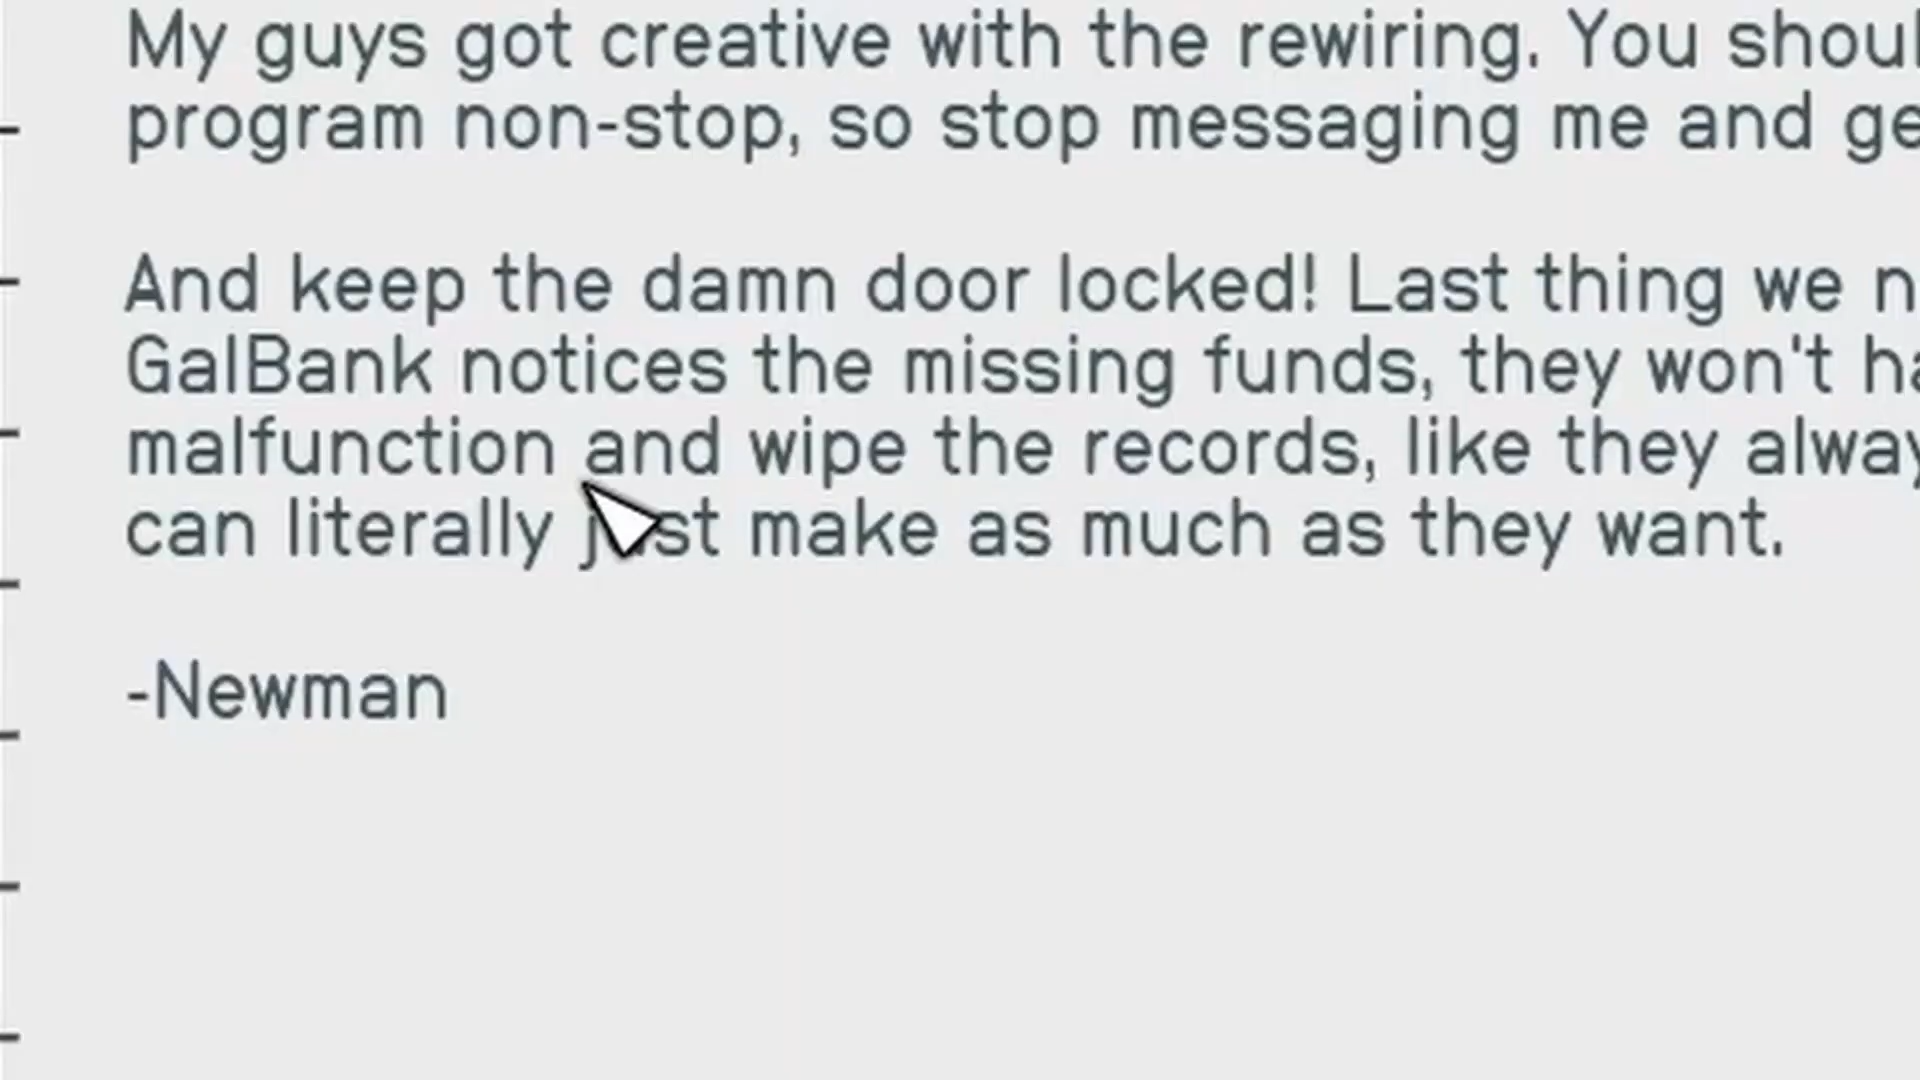 My guys got creative with the rewiring. You shoul
program non-stop, so stop messaging me and ge
And keep the damn door locked! Last thing we n
GalBank notices the missing funds, they won't ha
malfunction and wipe the records, like they alway
can literally just make as much as they want.
-Newman